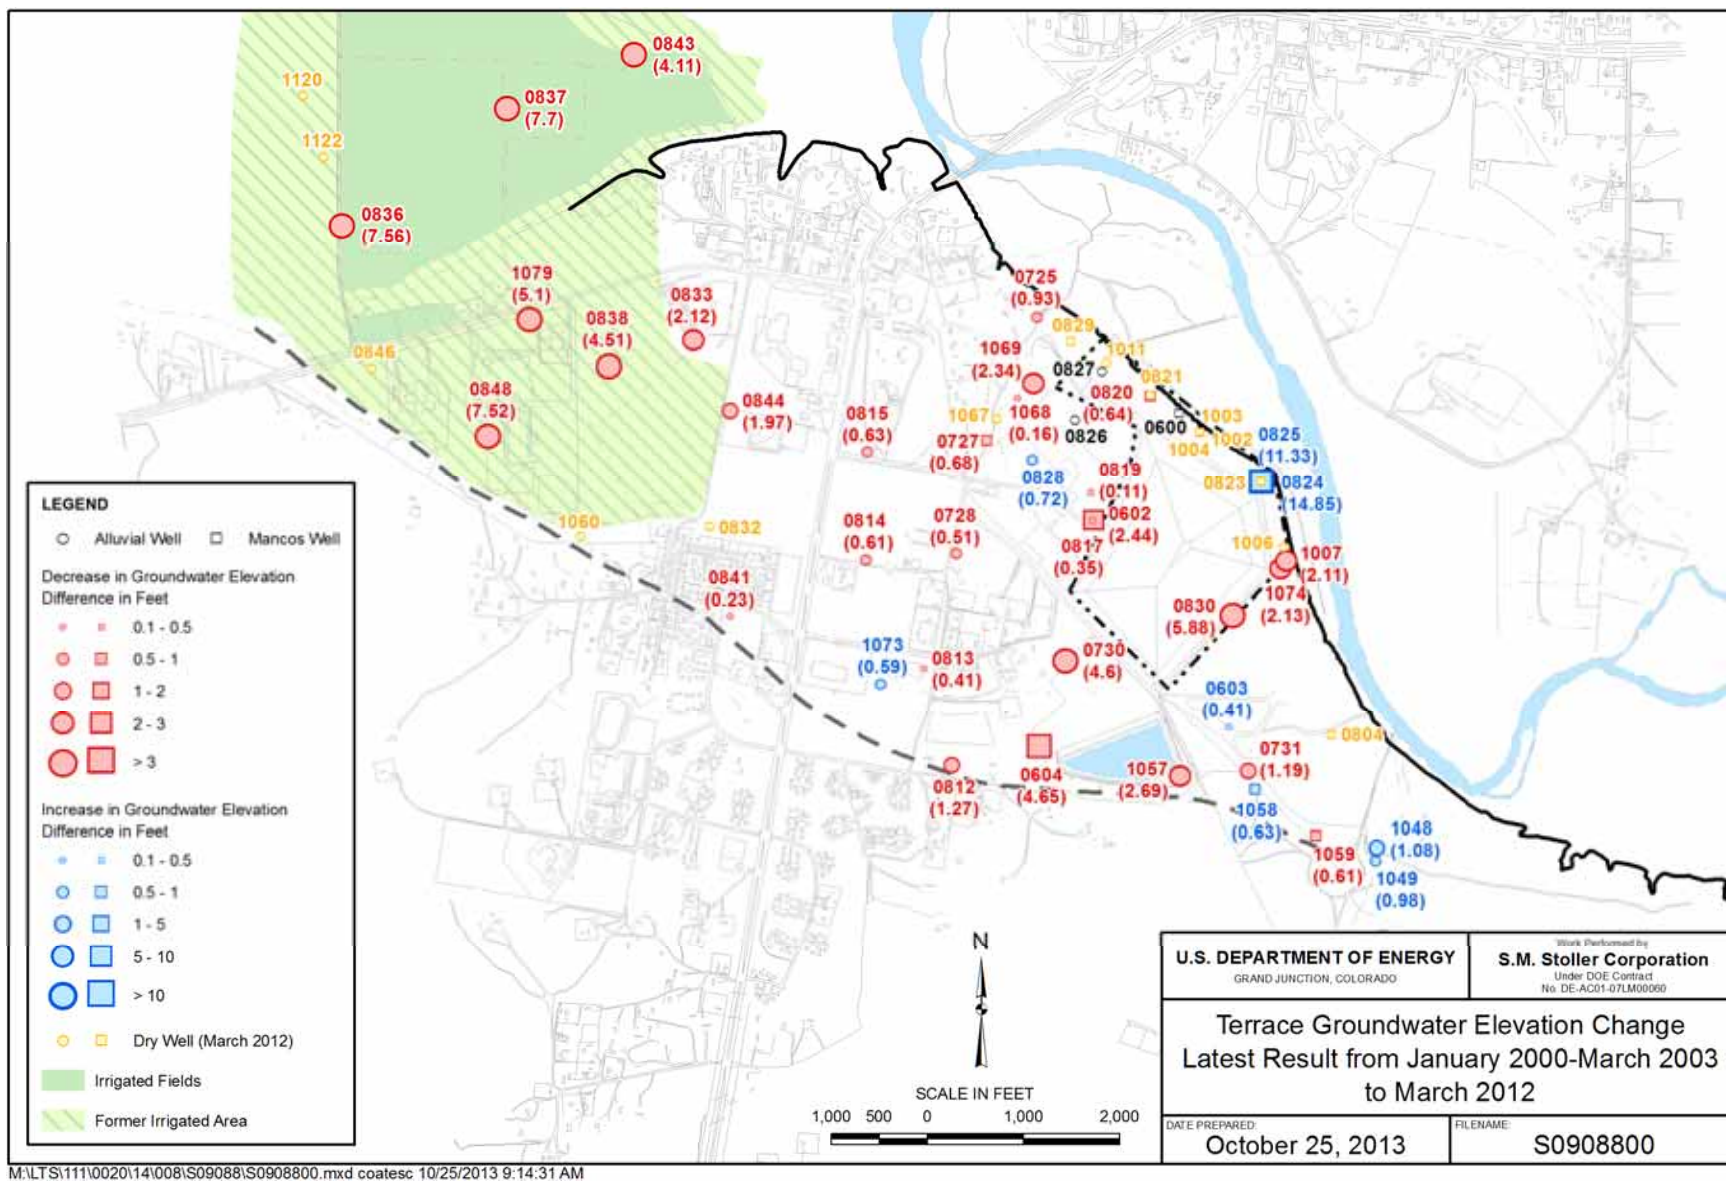 0843
(4.11)
1120
0837
(7.7)
1122
0836
(7.56)
1079
(5.1)
0833
(2.12)
0838
(4.51)
0725
(0.93)
0829
0846
1069
(2.34)
1011
0827
0848
(7.52)
0844
(1.97)
0815
(0.63)
1067
1068
(0.16)
0820
(0.64)
0821
0826
0600
1003
1002
1004
0727
(0.68)
0825
(11.33)
0828
(0.72)
0819
(0.11)
0823
0824
(14.85)
0602
(2.44)
1060
0832
0814
(0.61)
0728
(0.51)
0817
(0.35)
1006
1007
(2.11)
0841
(0.23)
1074
(2.13)
0830
(5.88)
1073
(0.59)
0813
(0.41)
0730
(4.6)
0603
(0.41)
0804
0731
(1.19)
0812
(1.27)
0604
(4.65)
1057
(2.69)
1058
(0.63)
1059
(0.61)
1048
(1.08)
1049
(0.98)
LEGEND
Alluvial Well Mancos Well
Decrease in Groundwater Elevation
Difference in Feet
0.1 - 0.5
0.5 - 1
1 - 2
2 - 3
> 3
Increase in Groundwater Elevation
Difference in Feet
0.1 - 0.5
0.5 - 1
1 - 5
5 - 10
> 10
Dry Well (March 2012)
Irrigated Fields
Former Irrigated Area
N
SCALE IN FEET
1,000 500 0 1,000 2,000
U.S. DEPARTMENT OF ENERGY
GRAND JUNCTION, COLORADO
Work Performed by
S.M. Stoller Corporation
Under DOE Contract
No. DE-AC01-07LM00060
Terrace Groundwater Elevation Change
Latest Result from January 2000-March 2003
to March 2012
DATE PREPARED:
October 25, 2013
FILENAME:
S0908800
M:\LTS\111\0020\14\008\S09088\S0908800.mxd coatesc 10/25/2013 9:14:31 AM